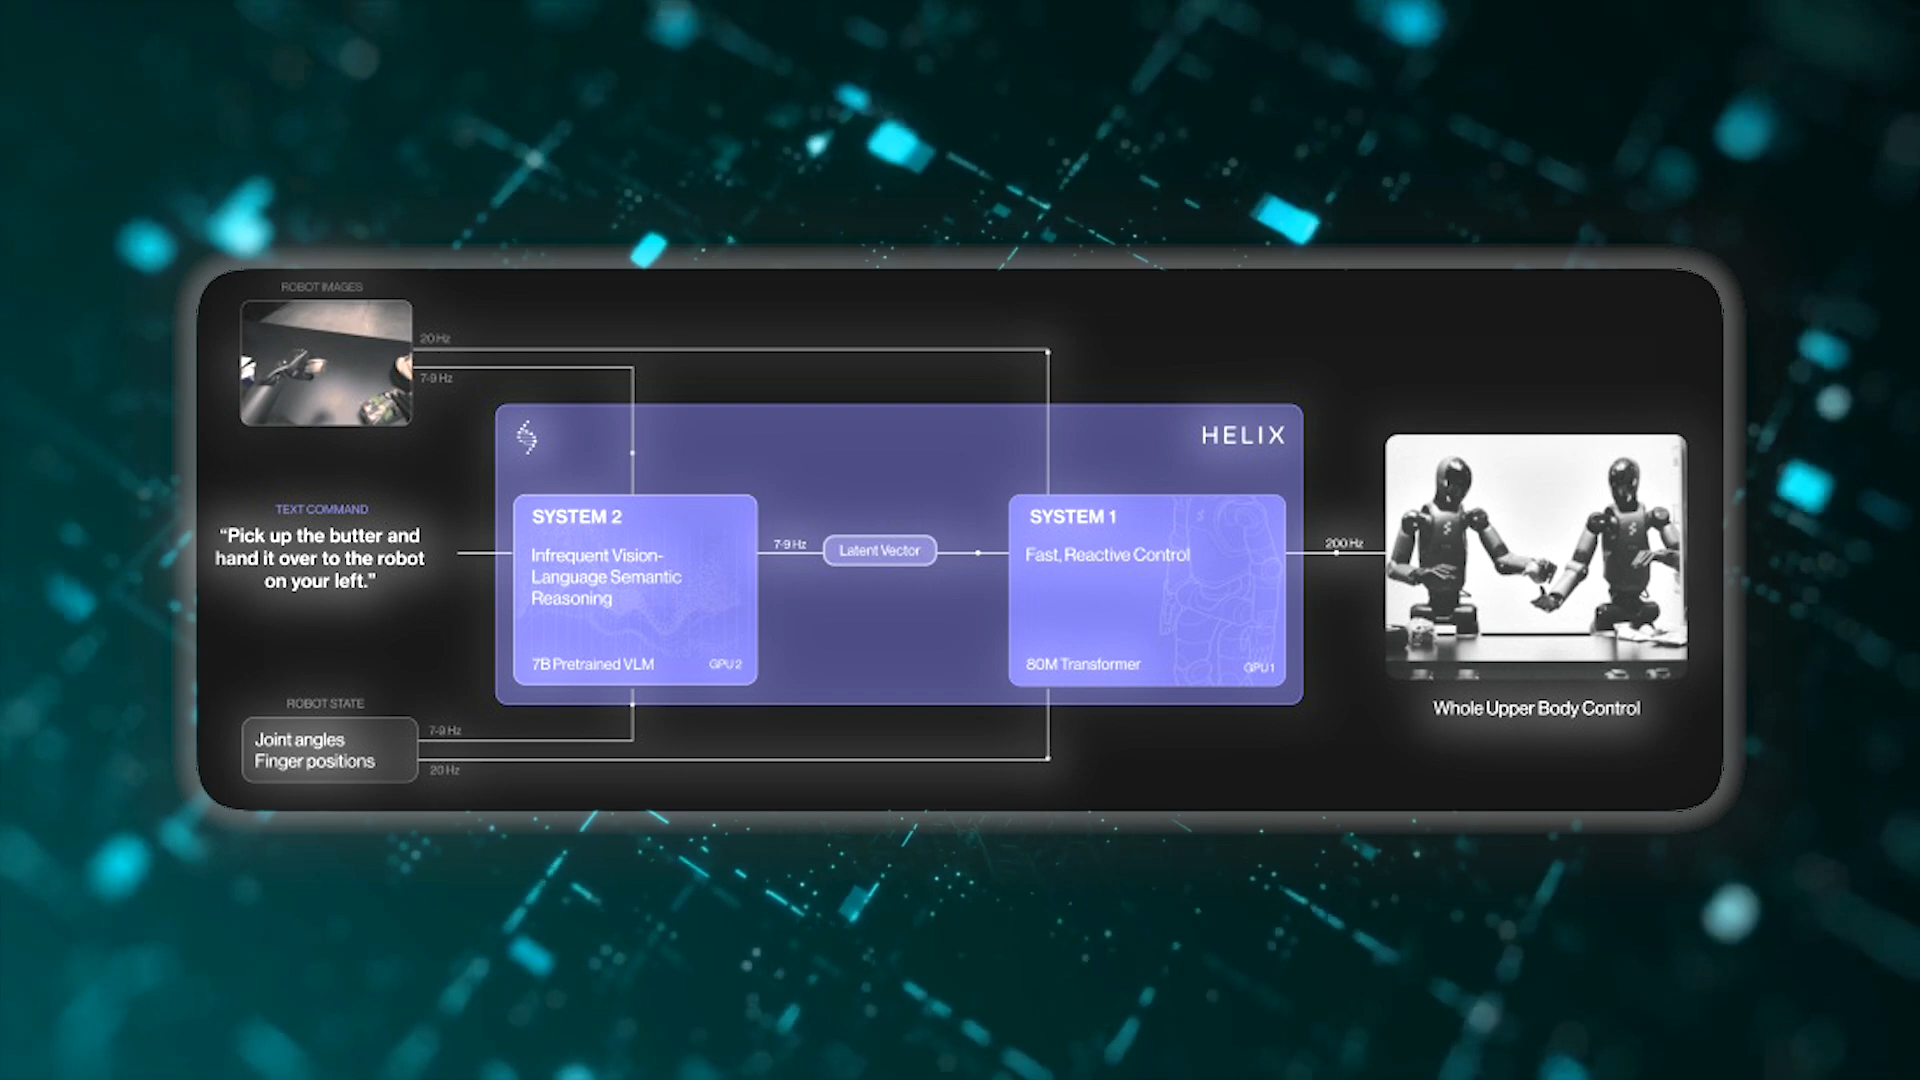 ROBOT IMAGES
20 Hz
7-9 Hz
HELIX
TEXT COMMAND
“Pick up the butter and
hand it over to the robot
on your left.”
SYSTEM 2
Infrequent Vision-
Language Semantic
Reasoning
7B Pretrained VLM
GPU 2
7-9 Hz
Latent Vector
SYSTEM 1
Fast, Reactive Control
80M Transformer
GPU 1
200 Hz
Whole Upper Body Control
ROBOT STATE
Joint angles
Finger positions
7-9 Hz
20 Hz